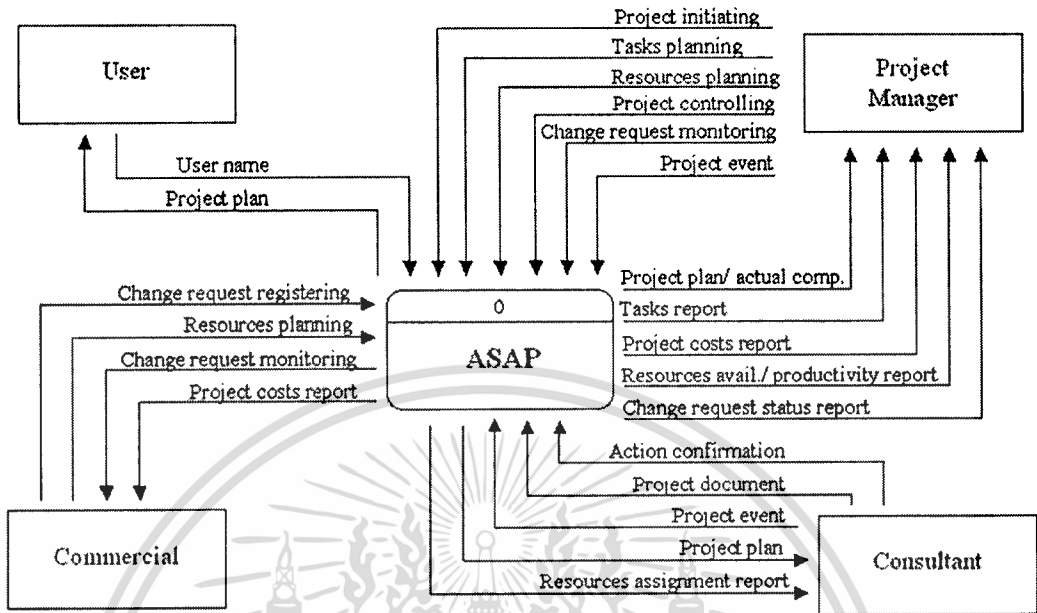 Project initiating
Tasks planning
Resources planning
Project controlling
Change request monitoring
Project event
User
Project
Manager
User name
Project plan
Change request registering
Resources planning
Change request monitoring
Project costs report
0
ASAP
Project plan/ actual comp.
Tasks report
Project costs report
Resources avail./ productivity report
Change request status report
Action confirmation
Project document
Project event
Project plan
Resources assignment report
Commercial
Consultant